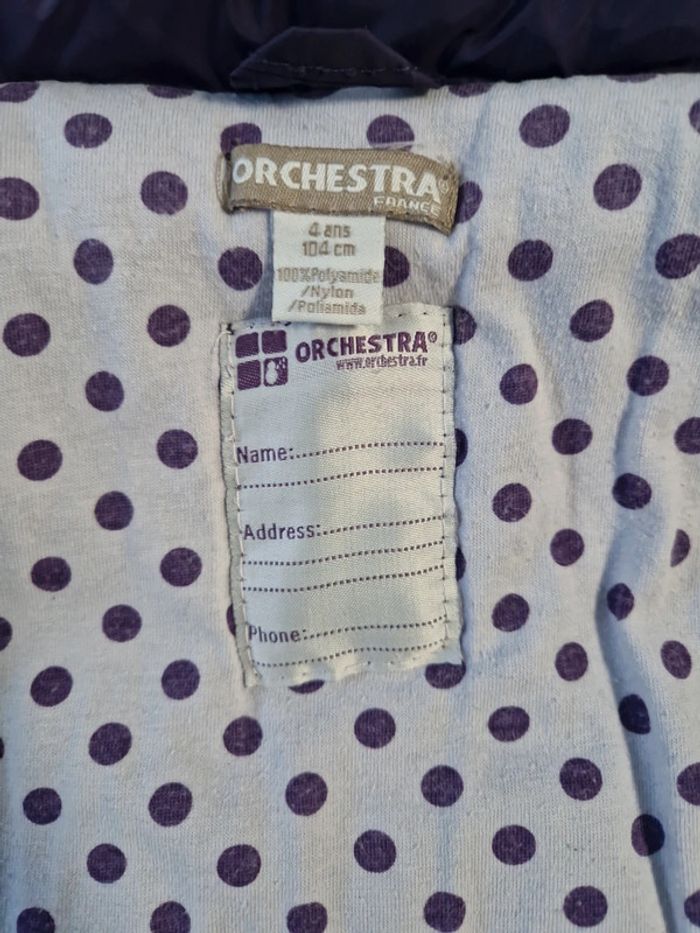 ORCHESTRA®
FRANCE
4 ans
104 cm
100%Polyamide
/Nylon
/Poliamida
ORCHESTRA®
www.orchestra.fr
Name:
Address:
Phone: